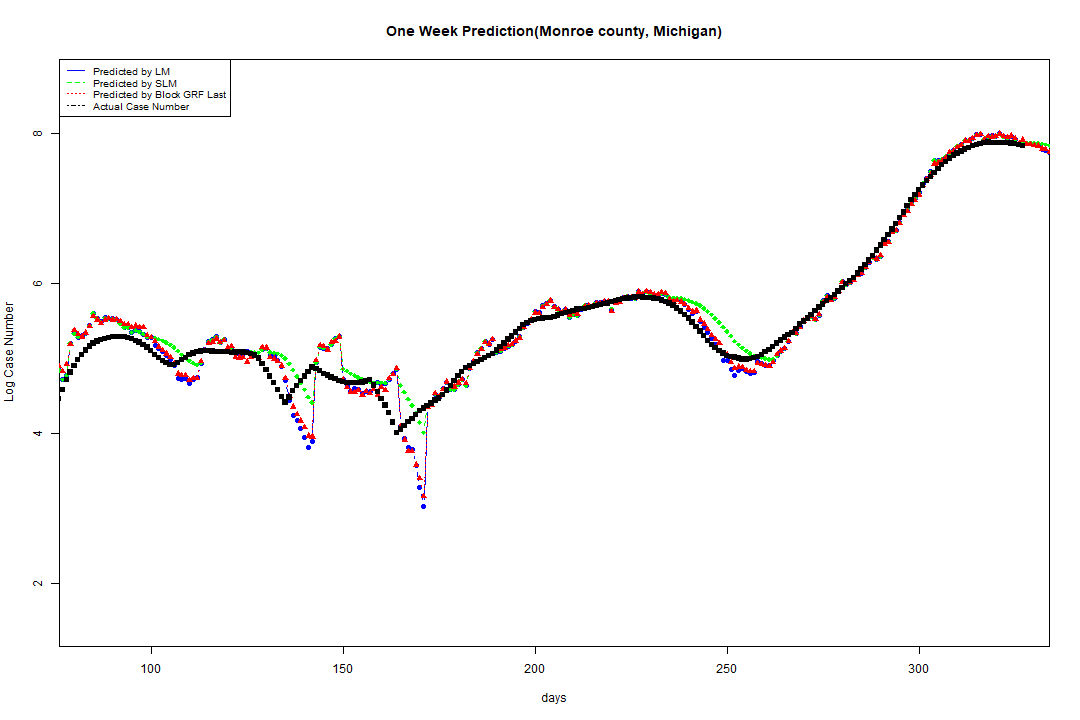 One Week Prediction(Monroe county, Michigan)
Predicted by LM
Predicted by SLM
Predicted by Block GRF Last
Actual Case Number
8
6
4
2
Log Case Number
100 150 200 250 300
days